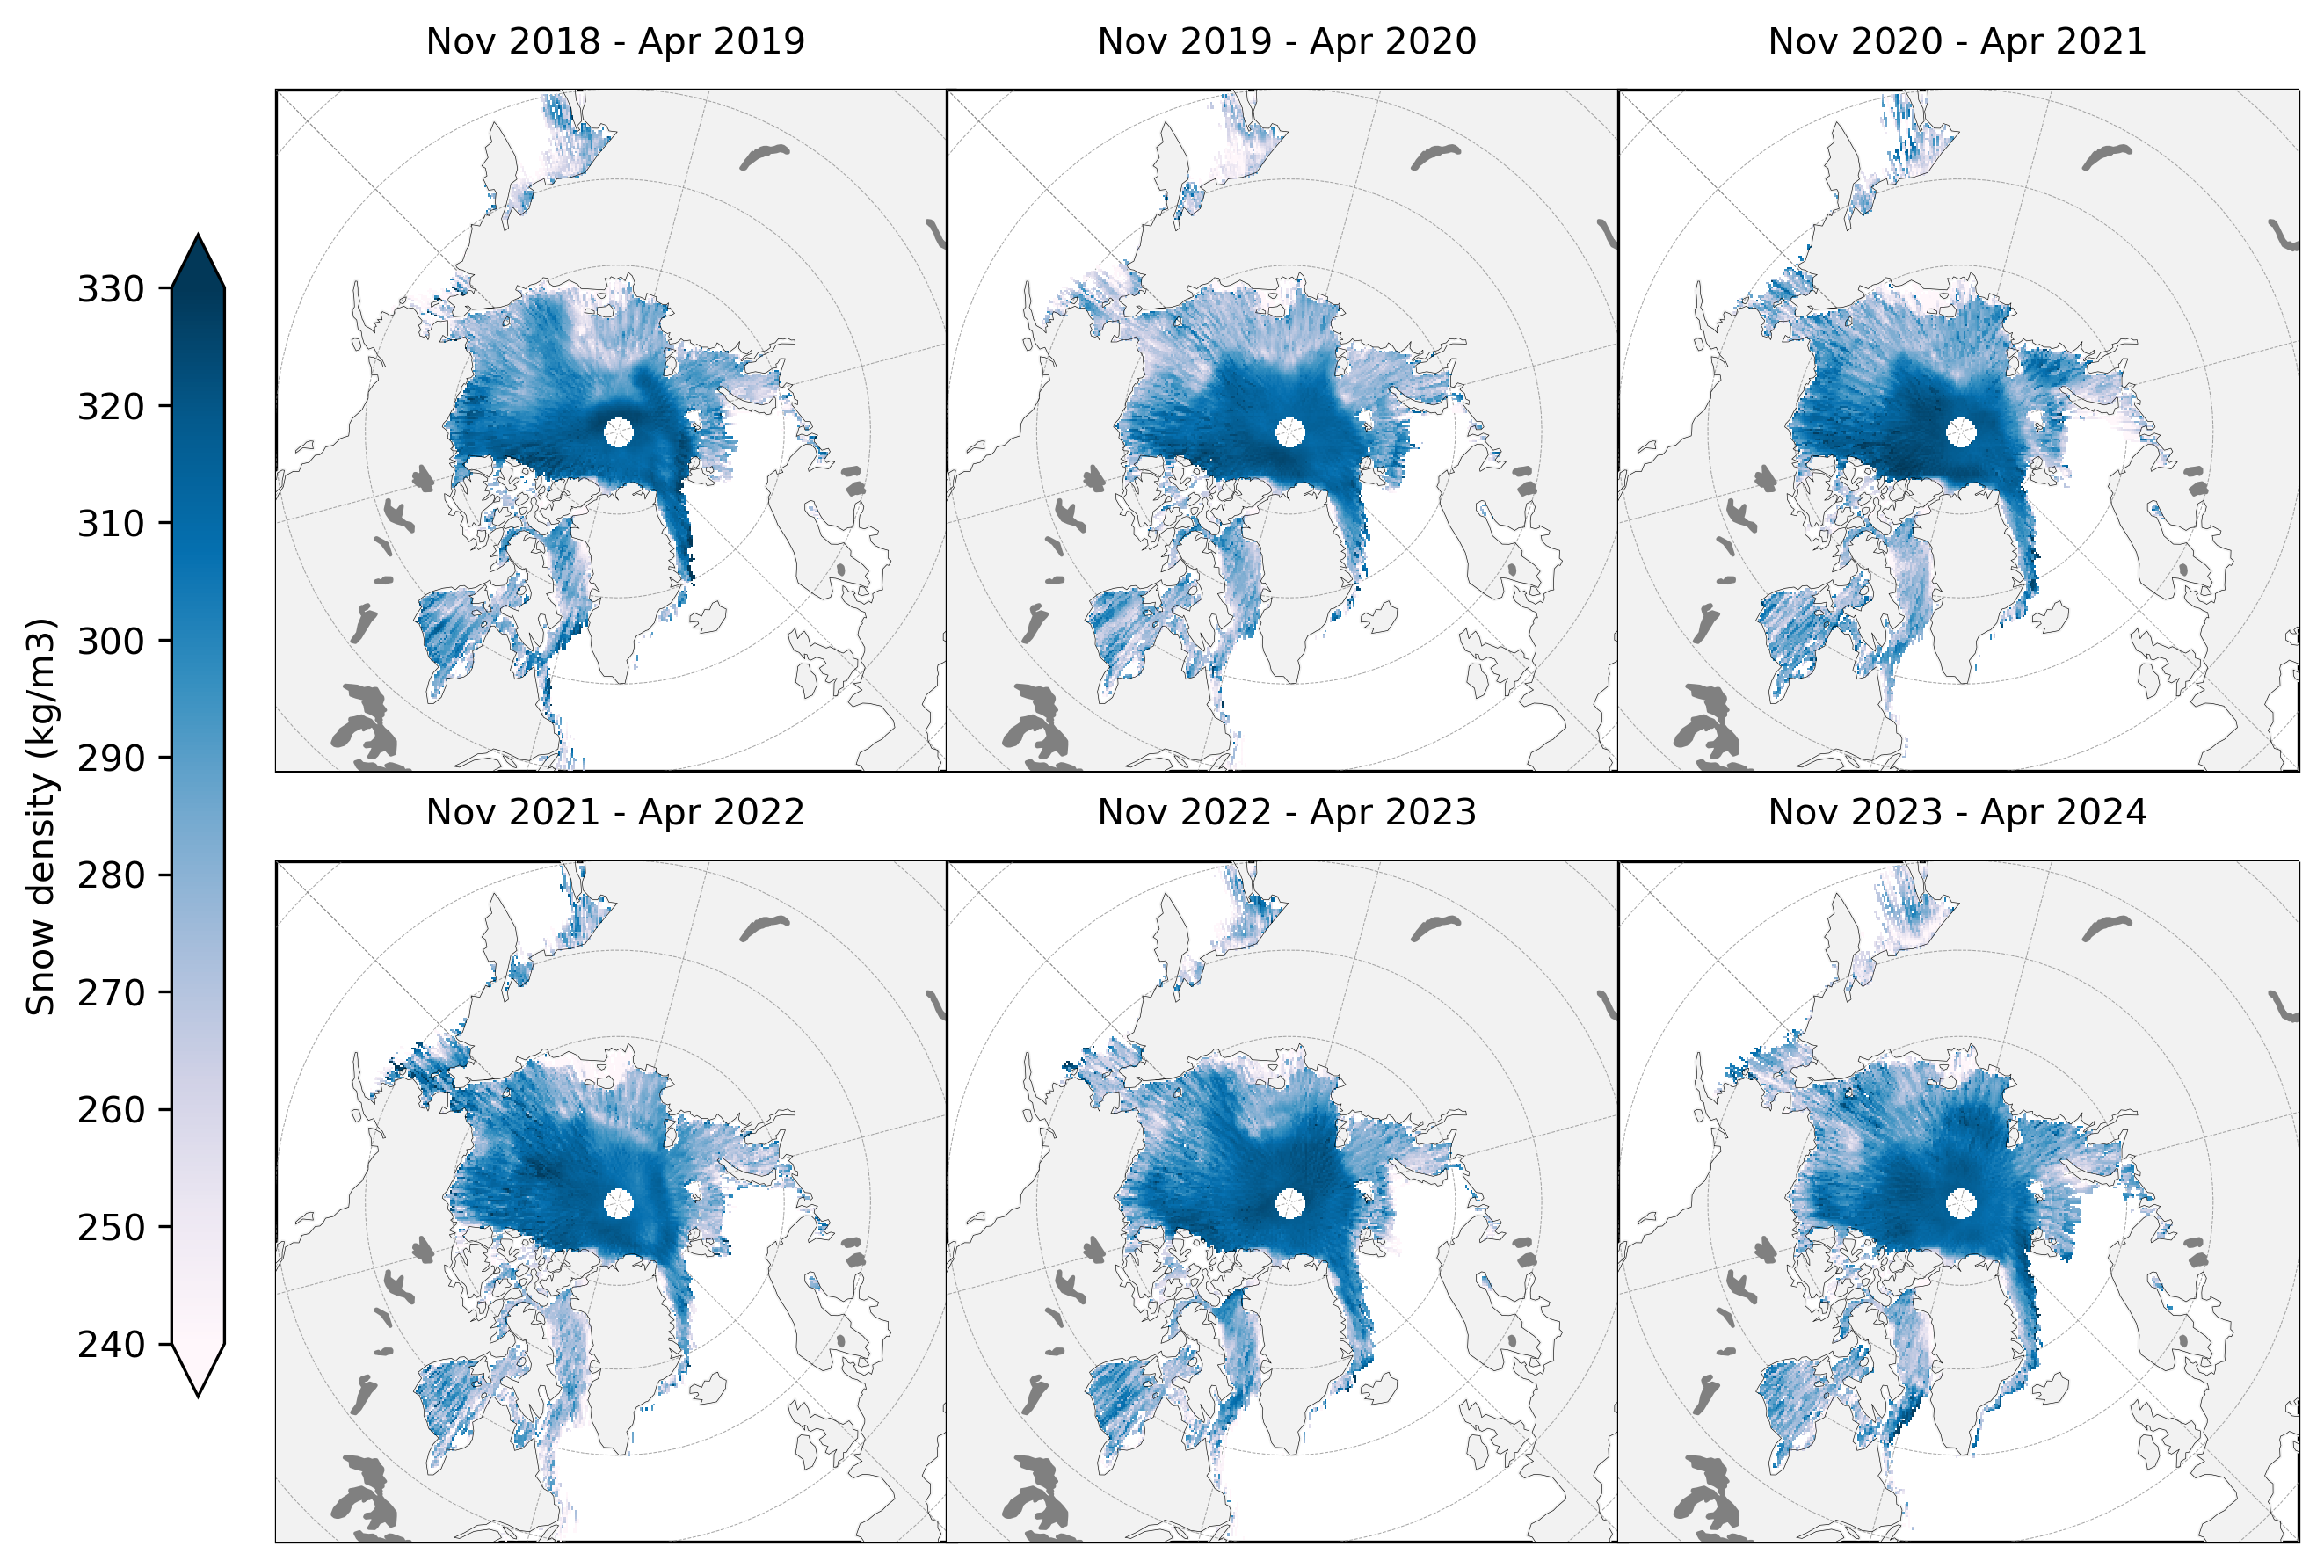 Nov 2018 - Apr 2019
Nov 2019 - Apr 2020
Nov 2020 - Apr 2021
330
320
310
300
290
280
270
260
250
240
Snow density (kg/m3)
Nov 2021 - Apr 2022
Nov 2022 - Apr 2023
Nov 2023 - Apr 2024